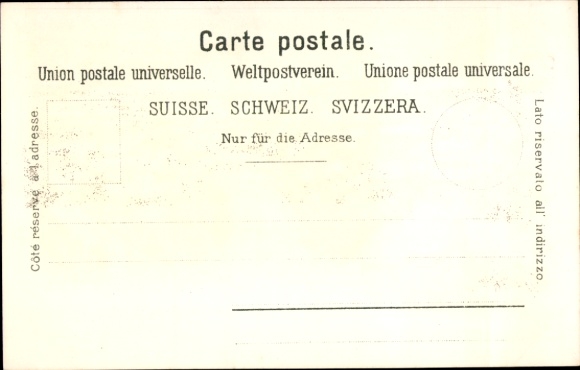 Carte postale.
Union postale universelle. Weltpostverein. Unione postale universale.
SUISSE. SCHWEIZ. SVIZZERA.
Nur für die Adresse.
Côté réservé à l'adresse.
Lato riservato all' indirizzo